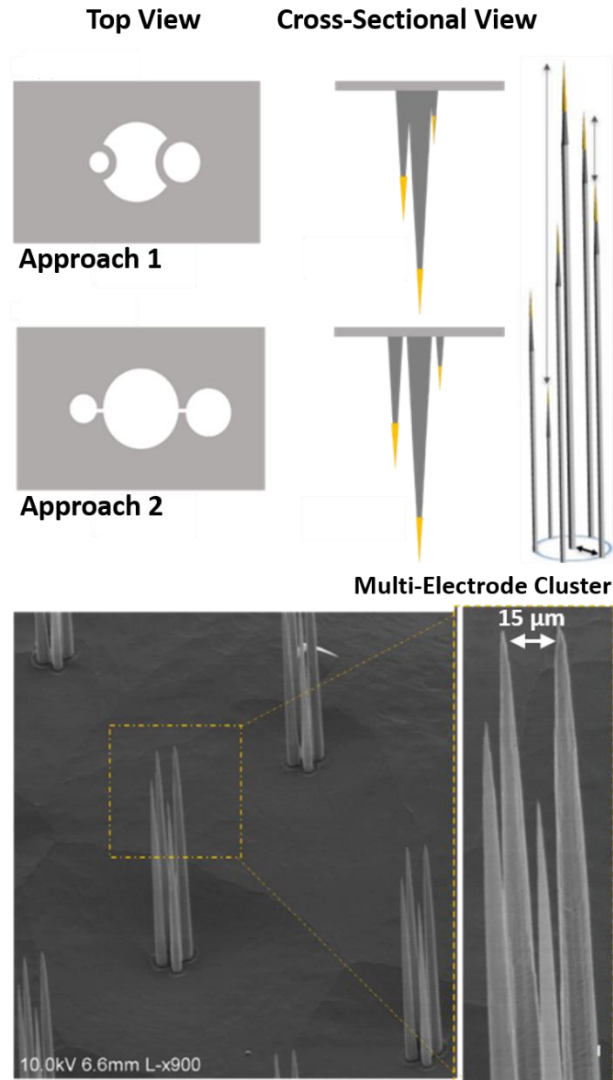 Top View
Cross-Sectional View
Approach 1
Approach 2
Multi-Electrode Cluster
15 µm
10.0kV 6.6mm L-x900